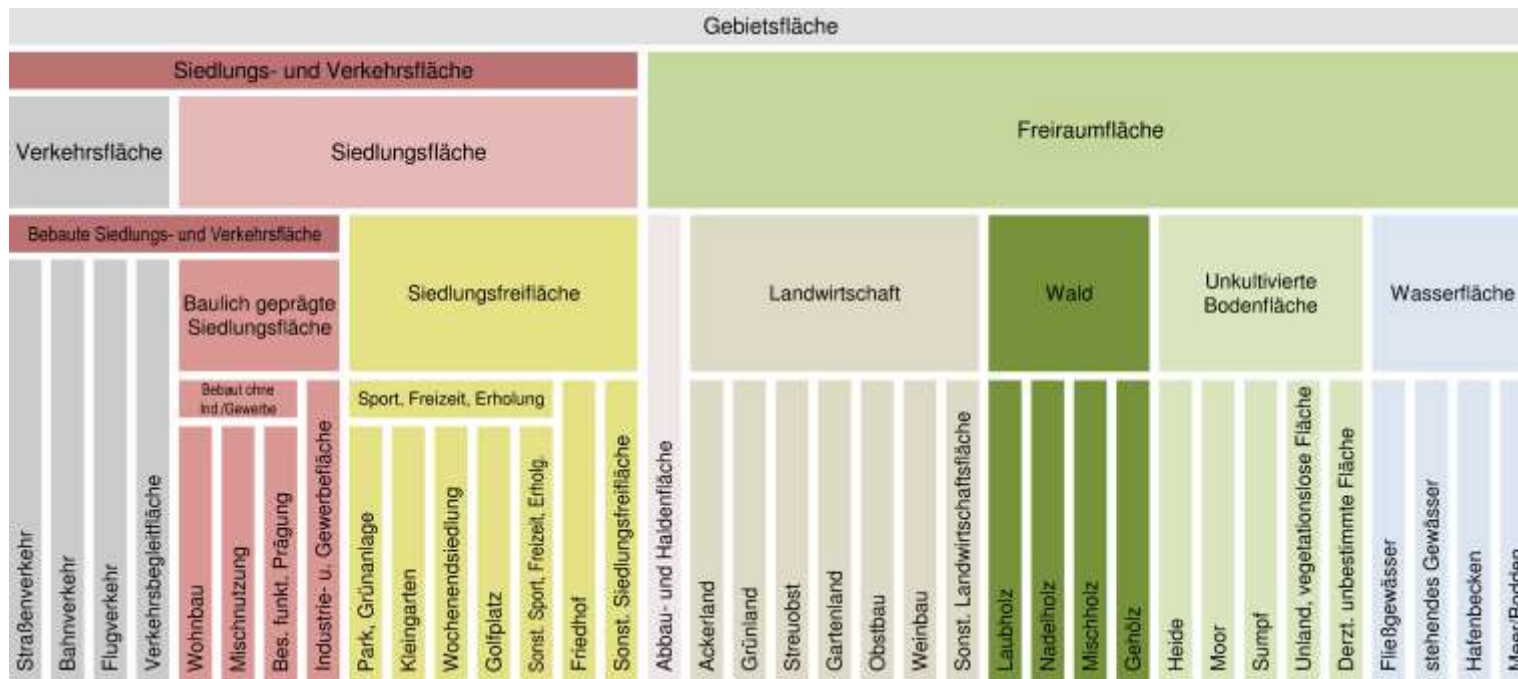 Gebietsfläche
Siedlungs- und Verkehrsfläche
Freiraumfläche
Verkehrsfläche
Siedlungsfläche
Bebaute Siedlungs- und Verkehrsfläche
Siedlungsfreifläche
Landwirtschaft
Wald
Unkultivierte
Bodenfläche
Wasserfläche
Baulich geprägte
Siedlungsfläche
Bebaut ohne
Ind./Gewerbe
Sport, Freizeit, Erholung
Straßenverkehr
Bahnverkehr
Flugverkehr
Verkehrsbegleitfläche
Wohnbau
Mischnutzung
Bes. funkt. Prägung
Industrie- u. Gewerbefläche
Park, Grünanlage
Kleingarten
Wochenendsiedlung
Golfplatz
Sonst. Sport, Freizeit, Erholg.
Friedhof
Sonst. Siedlungsfreifläche
Abbau- und Haldenfläche
Ackerland
Grünland
Streuobst
Gartenland
Obstbau
Weinbau
Sonst. Landwirtschaftsfläche
Laubholz
Nadelholz
Mischholz
Gehölz
Heide
Moor
Sumpf
Unland, vegetationslose Fläche
Derzt. unbestimmte Fläche
Fließgewässer
stehendes Gewässer
Hafenbecken
Meer/Bodden